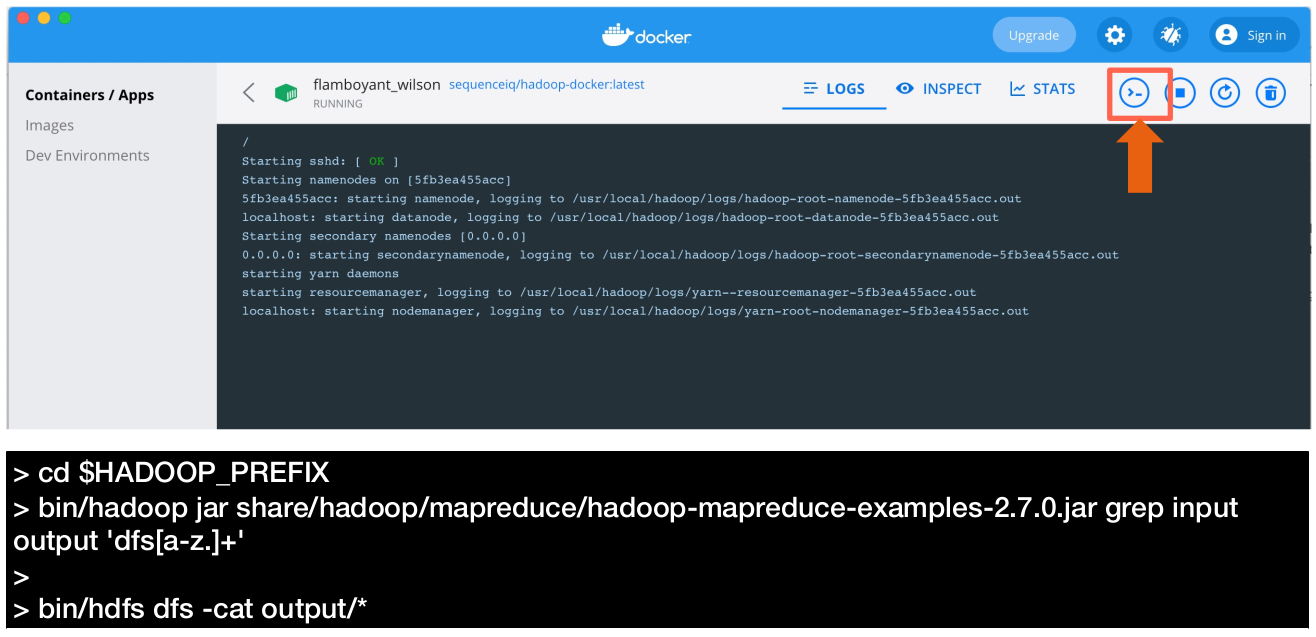 docker
Upgrade
Sign in
Containers / Apps
Images
Dev Environments
flamboyant_wilson sequenceiq/hadoop-docker:latest
RUNNING
LOGS INSPECT STATS
/
Starting sshd: [ OK ]
Starting namenodes on [5fb3ea455acc]
5fb3ea455acc: starting namenode, logging to /usr/local/hadoop/logs/hadoop-root-namenode-5fb3ea455acc.out
localhost: starting datanode, logging to /usr/local/hadoop/logs/hadoop-root-datanode-5fb3ea455acc.out
Starting secondary namenodes [0.0.0.0]
0.0.0.0: starting secondarynamenode, logging to /usr/local/hadoop/logs/hadoop-root-secondarynamenode-5fb3ea455acc.out
starting yarn daemons
starting resourcemanager, logging to /usr/local/hadoop/logs/yarn--resourcemanager-5fb3ea455acc.out
localhost: starting nodemanager, logging to /usr/local/hadoop/logs/yarn-root-nodemanager-5fb3ea455acc.out
> cd $HADOOP_PREFIX
> bin/hadoop jar share/hadoop/mapreduce/hadoop-mapreduce-examples-2.7.0.jar grep input
output 'dfs[a-z.]+'
>
> bin/hdfs dfs -cat output/*